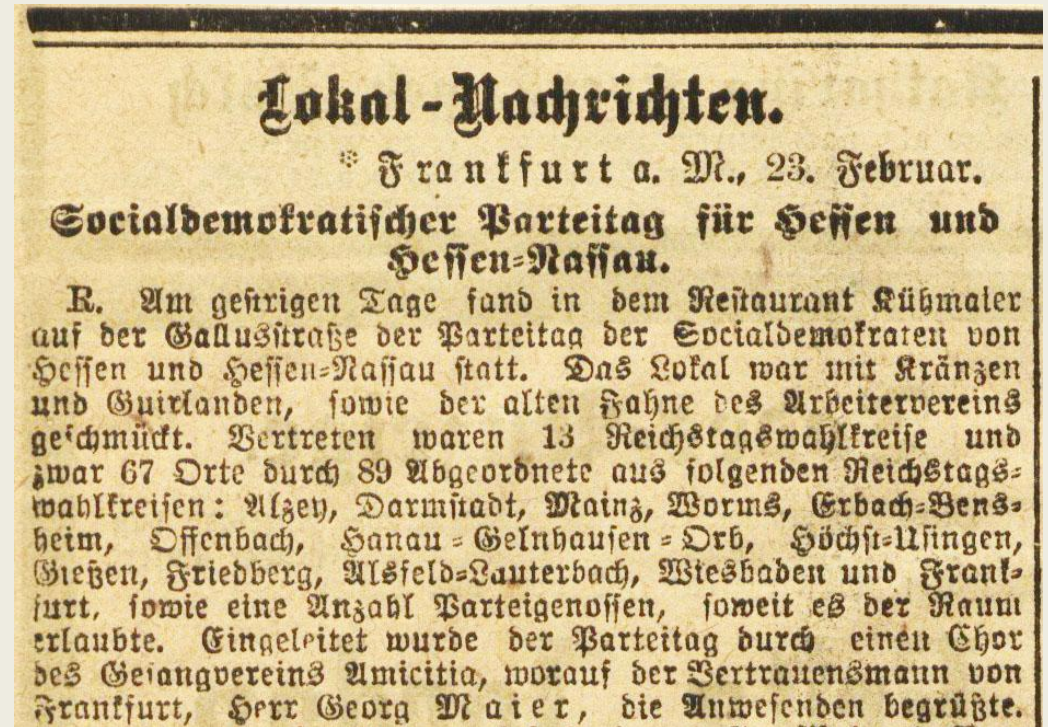 Lokal-Nachrichten.
* Frankfurt a. M., 23. Februar.
Socialdemokratischer Parteitag für Hessen und
Hessen-Nassau.
R. Am gestrigen Tage fand in dem Restaurant Kühmaier
auf der Gallusstraße der Parteitag der Socialdemokraten von
Hessen und Hessen-Nassau statt. Das Lokal war mit Kränzen
und Guirlanden, sowie der alten Fahne des Arbeitervereins
geschmückt. Vertreten waren 13 Reichstagswahlkreise und
zwar 67 Orte durch 89 Abgeordnete aus folgenden Reichstags-
wahlkreisen: Alzey, Darmstadt, Mainz, Worms, Erbach-Bens-
heim, Offenbach, Hanau-Gelnhausen-Orb, Höchst-Usingen,
Gießen, Friedberg, Alsfeld-Lauterbach, Wiesbaden und Frank-
furt, sowie eine Anzahl Parteigenossen, soweit es der Raum
erlaubte. Eingeleitet wurde der Parteitag durch einen Chor
des Gesangvereins Amicitia, worauf der Vertrauensmann von
Frankfurt, Herr Georg Maier, die Anwesenden begrüßte.